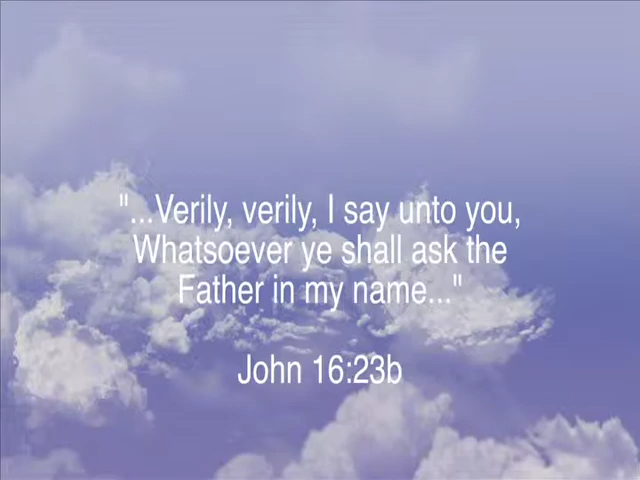 "...Verily, verily, I say unto you,
Whatsoever ye shall ask the
Father in my name..."
John 16:23b